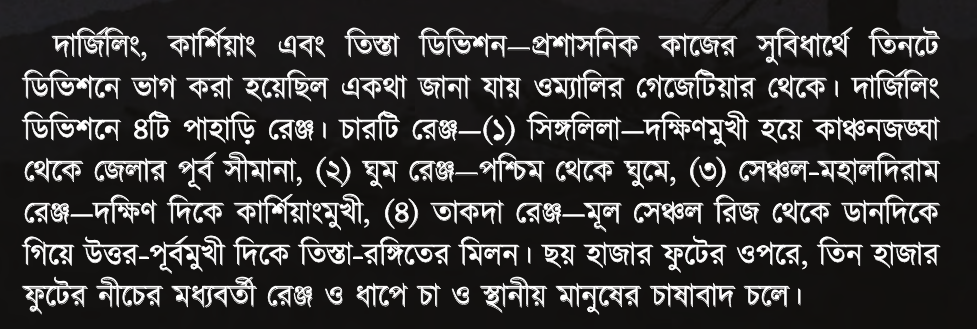 দার্জিলিং, কার্শিয়াং এবং তিস্তা ডিভিশন—প্রশাসনিক কাজের সুবিধার্থে তিনটে
ডিভিশনে ভাগ করা হয়েছিল একথা জানা যায় ওম্যালির গেজেটিয়ার থেকে। দার্জিলিং
ডিভিশনে ৪টি পাহাড়ি রেঞ্জ। চারটি রেঞ্জ—(১) সিঙ্গলিলা—দক্ষিণমুখী হয়ে কাঞ্চনজঙ্ঘা
থেকে জেলার পূর্ব সীমানা, (২) ঘুম রেঞ্জ—পশ্চিম থেকে ঘুমে, (৩) সেঞ্চল-মহালদিরাম
রেঞ্জ—দক্ষিণ দিকে কার্শিয়াংমুখী, (৪) তাকদা রেঞ্জ—মূল সেঞ্চল রিজ থেকে ডানদিকে
গিয়ে উত্তর-পূর্বমুখী দিকে তিস্তা-রঙ্গিতের মিলন। ছয় হাজার ফুটের ওপরে, তিন হাজার
ফুটের নীচের মধ্যবর্তী রেঞ্জ ও ধাপে চা ও স্থানীয় মানুষের চাষাবাদ চলে।